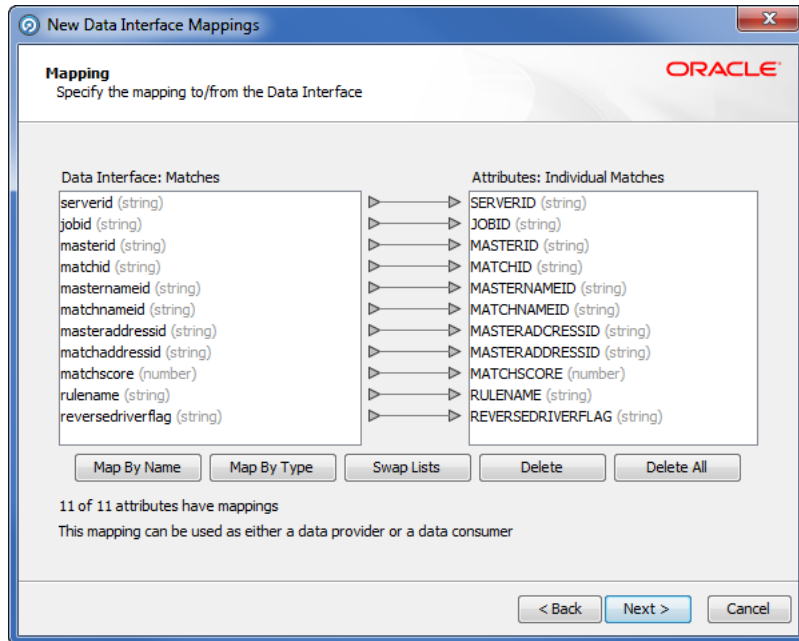 New Data Interface Mappings
Mapping
ORACLE
Specify the mapping to/from the Data Interface
Data Interface: Matches
Attributes: Individual Matches
serverid (string)
SERVERID (string)
jobid (string)
JOBID (string)
masterid (string)
MASTERID (string)
matchid (string)
MATCHID (string)
masternameid (string)
MASTERNAMEID (string)
matchnameid (string)
MATCHNAMEID (string)
masteraddressid (string)
MASTERADCRESSID (string)
matchaddressid (string)
MASTERADDRESSID (string)
matchscore (number)
MATCHSCORE (number)
rulename (string)
RULENAME (string)
reversedriverflag (string)
REVERSEDRIVERFLAG (string)
Map By Name
Map By Type
Swap Lists
Delete
Delete All
11 of 11 attributes have mappings
This mapping can be used as either a data provider or a data consumer
< Back
Next >
Cancel